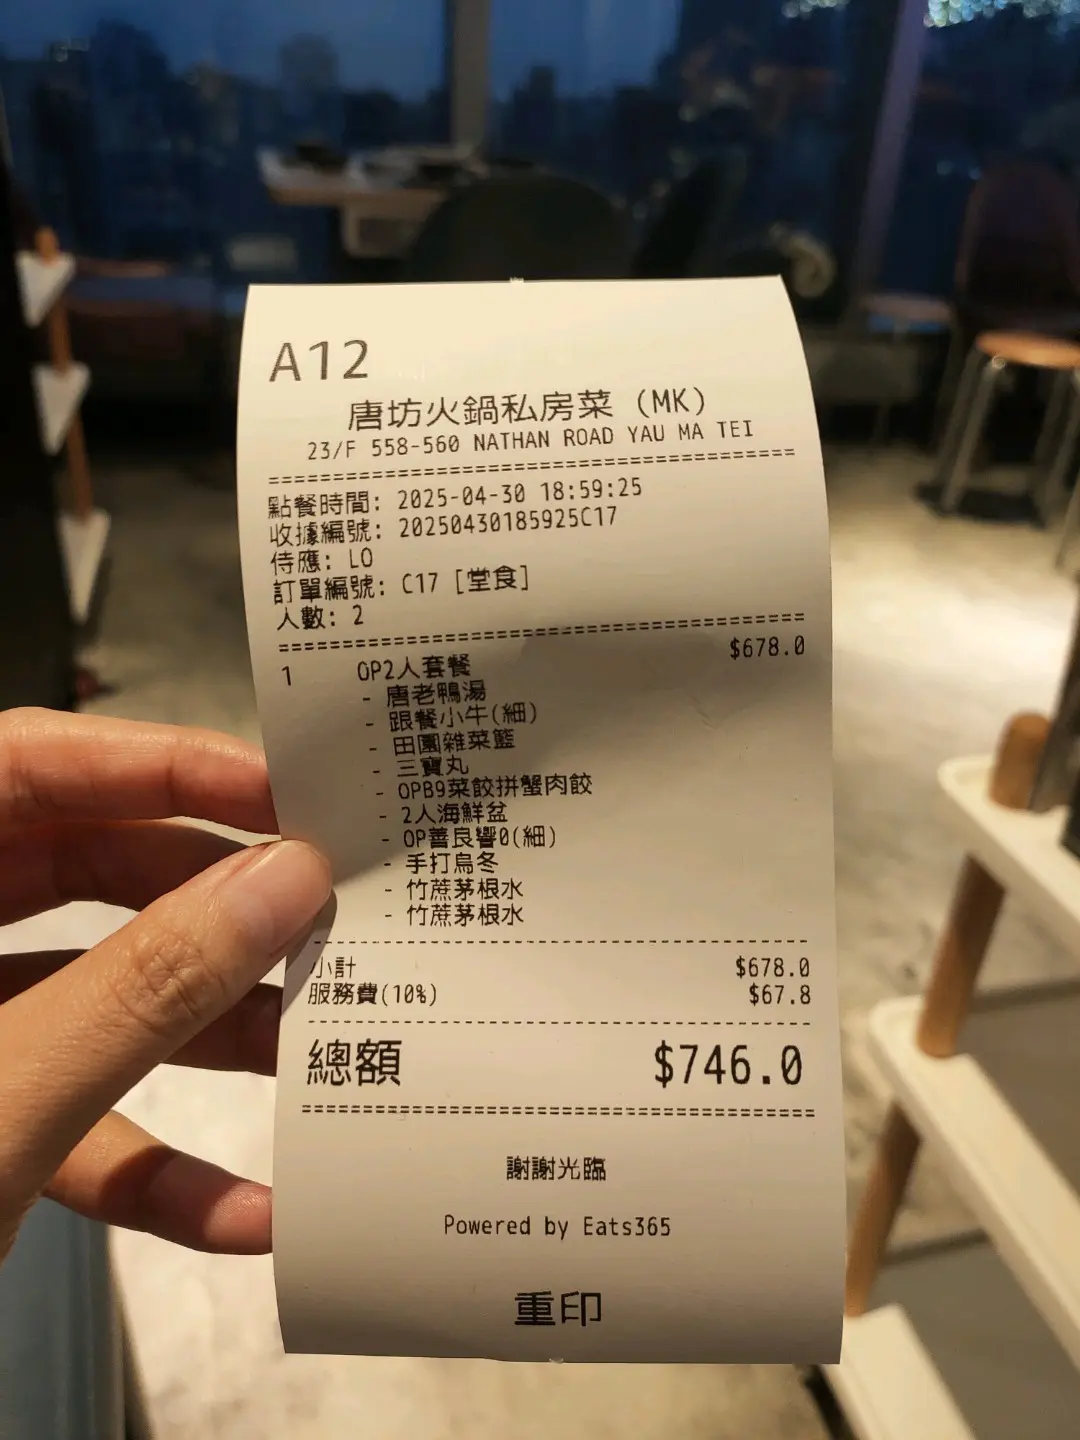 A12
唐坊火鍋私房菜 (MK)
23/F 558-560 NATHAN ROAD YAU MA TEI
點餐時間: 2025-04-30 18:59:25
收據編號: 20250430185925C17
侍應: LO
訂單編號: C17 [堂食]
人數: 2
1 OP2人套餐 $678.0
- 唐老鴨湯
- 跟餐小牛(細)
- 田園雜菜籃
- 三寶丸
- OPB9菜餃拼蟹肉餃
- 2人海鮮盆
- OP善良響0(細)
- 手打烏冬
- 竹蔗茅根水
- 竹蔗茅根水
小計 $678.0
服務費(10%) $67.8
總額 $746.0
謝謝光臨
Powered by Eats365
重印